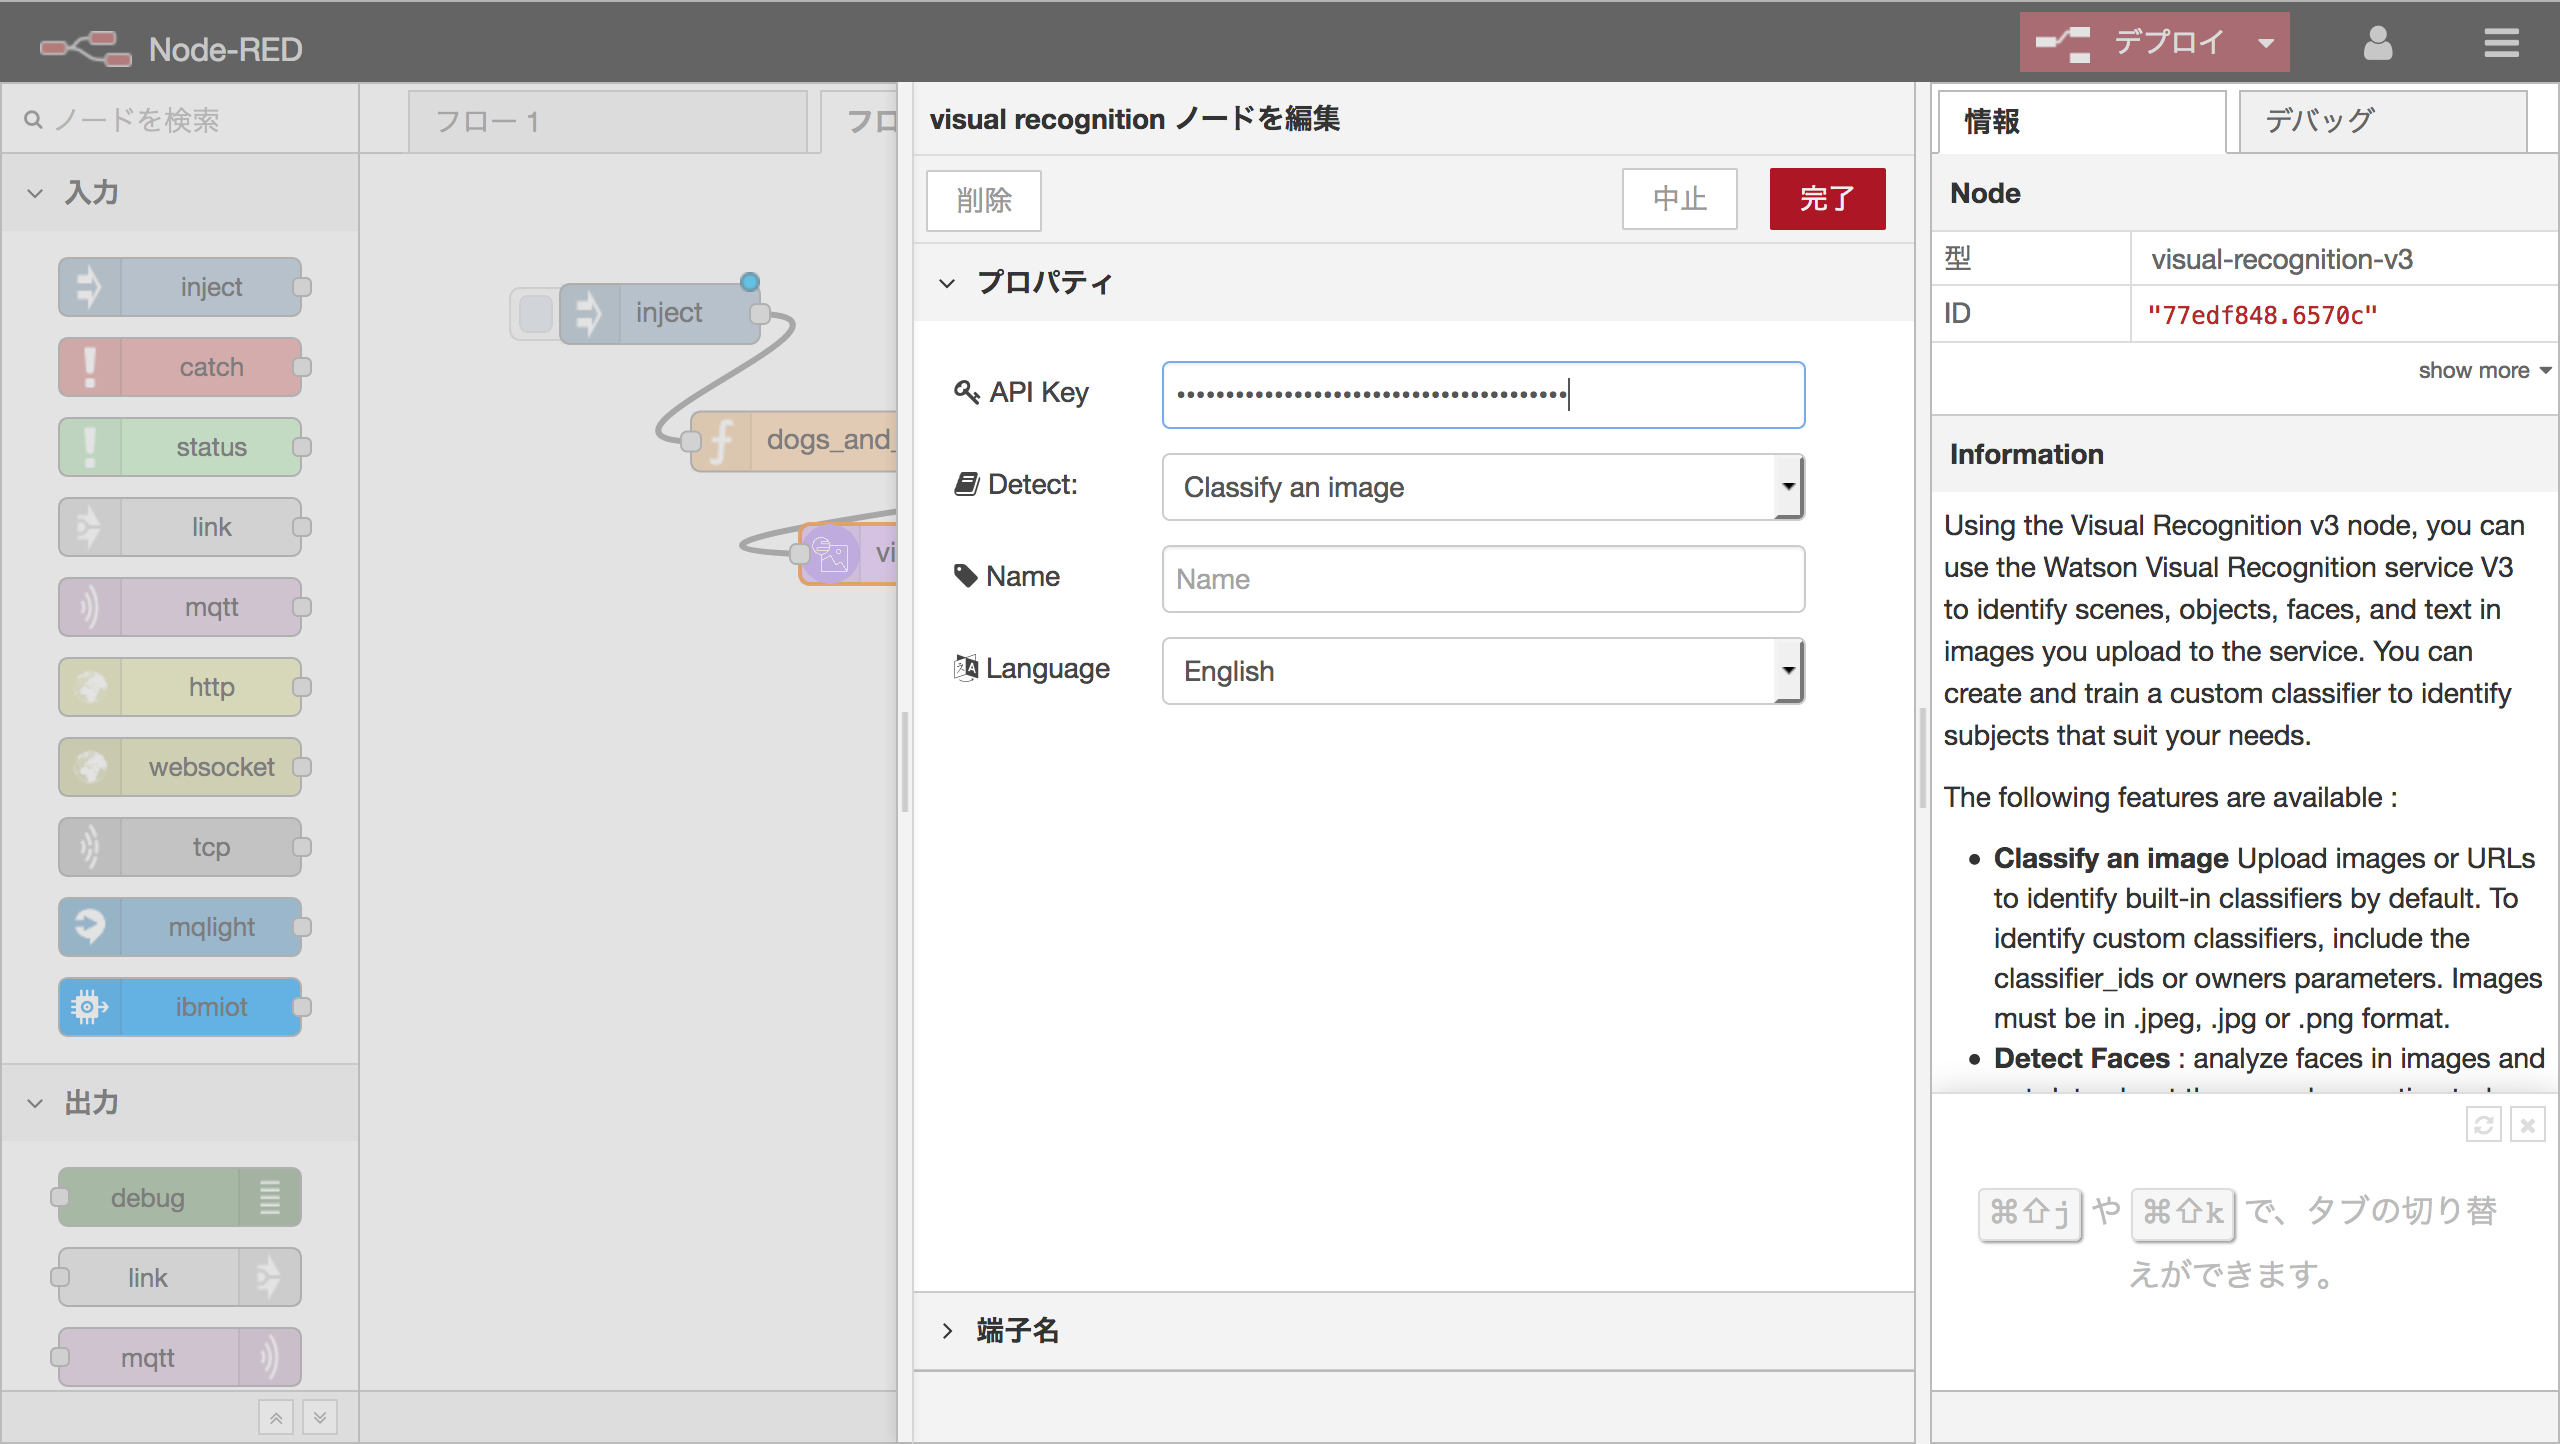 Node-RED
デプロイ
ノードを検索
入力
inject
catch
status
link
mqtt
http
websocket
tcp
mqlight
ibmiot
出力
debug
link
mqtt
フロー 1
フロ
inject
dogs_and_
vi
visual recognition ノードを編集
削除
中止
完了
プロパティ
API Key
••••••••••••••••••••••••••••••••••••••••
Detect:
Classify an image
Name
Name
Language
English
端子名
情報
デバッグ
Node
型
visual-recognition-v3
ID
"77edf848.6570c"
show more
Information
Using the Visual Recognition v3 node, you can
use the Watson Visual Recognition service V3
to identify scenes, objects, faces, and text in
images you upload to the service. You can
create and train a custom classifier to identify
subjects that suit your needs.
The following features are available :
• Classify an image Upload images or URLs
to identify built-in classifiers by default. To
identify custom classifiers, include the
classifier_ids or owners parameters. Images
must be in .jpeg, .jpg or .png format.
• Detect Faces : analyze faces in images and
⌘⇧j や ⌘⇧k で、タブの切り替
えができます。